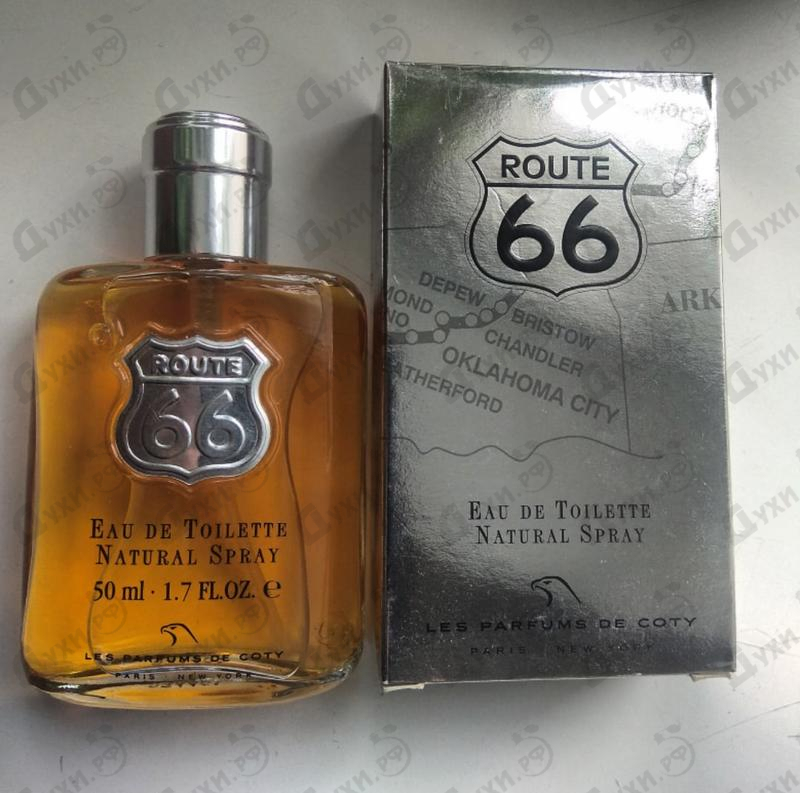 ROUTE
66
EAU DE TOILETTE
NATURAL SPRAY
50 ml · 1.7 FL.OZ. e
LES PARFUMS DE COTY
PARIS · NEW YORK
ROUTE
66
ARK
DEPEW
BRISTOW
MOND
CHANDLER
NO
OKLAHOMA CITY
ATHERFORD
EAU DE TOILETTE
NATURAL SPRAY
LES PARFUMS DE COTY
PARIS · NEW YORK
Духи.РФ